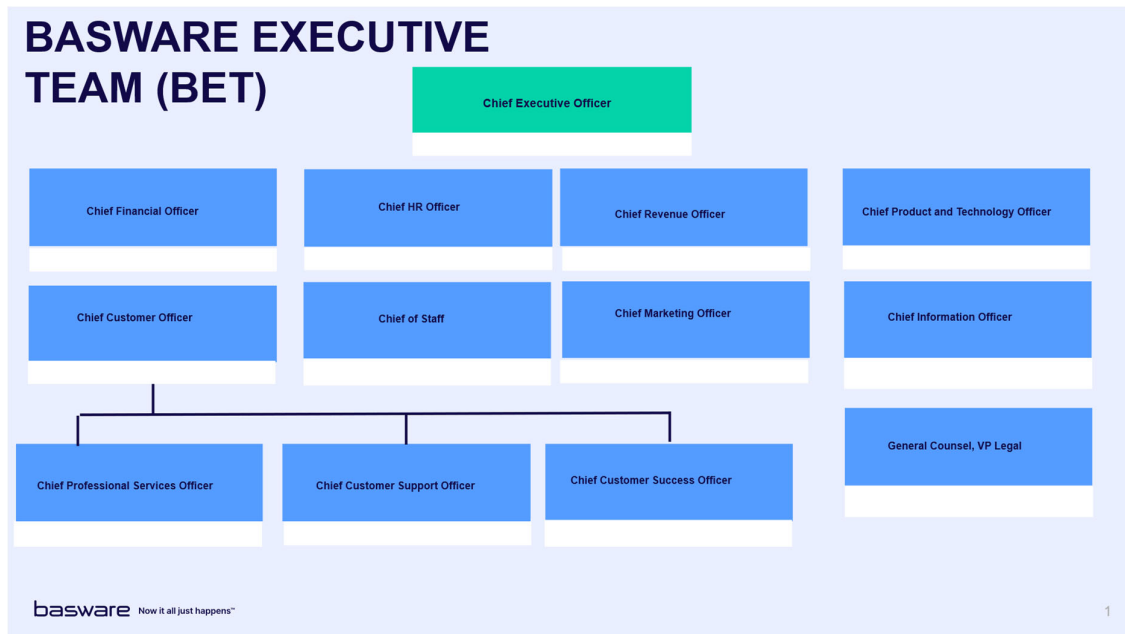 BASWARE EXECUTIVE
TEAM (BET)
Chief Executive Officer
Chief Financial Officer
Chief HR Officer
Chief Revenue Officer
Chief Product and Technology Officer
Chief Customer Officer
Chief of Staff
Chief Marketing Officer
Chief Information Officer
General Counsel, VP Legal
Chief Professional Services Officer
Chief Customer Support Officer
Chief Customer Success Officer
basware Now it all just happens™
1